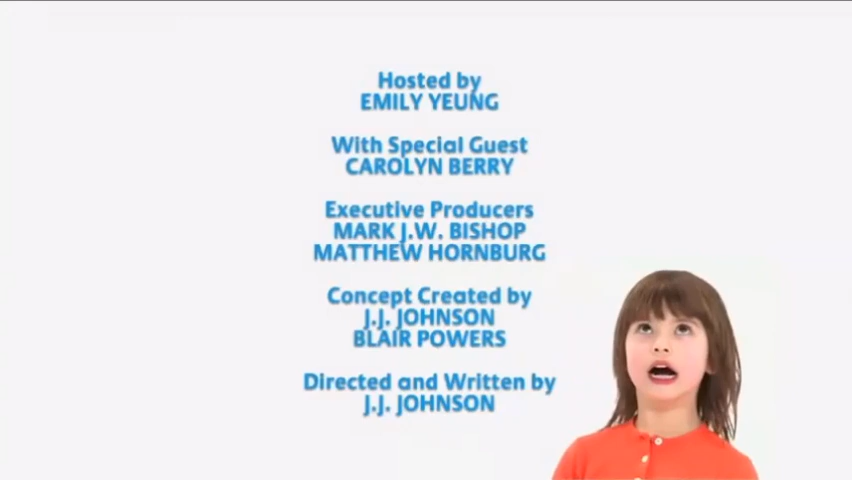 Hosted by
EMILY YEUNG
With Special Guest
CAROLYN BERRY
Executive Producers
MARK J.W. BISHOP
MATTHEW HORNBURG
Concept Created by
J.J. JOHNSON
BLAIR POWERS
Directed and Written by
J.J. JOHNSON